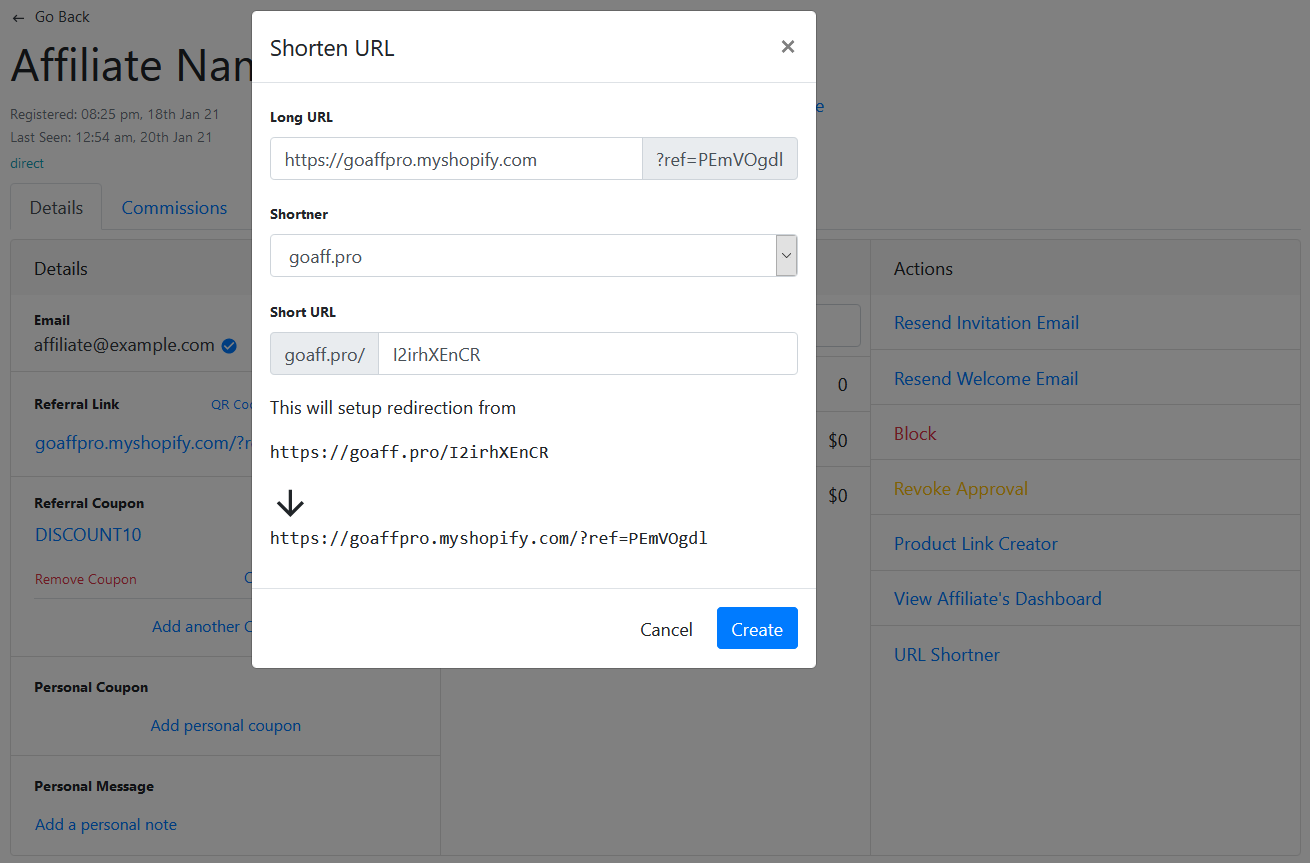 ← Go Back
Affiliate Nan
Registered: 08:25 pm, 18th Jan 21
Last Seen: 12:54 am, 20th Jan 21
direct
Details
Commissions
Details
Email
affiliate@example.com
Referral Link
QR Coc
goaffpro.myshopify.com/?r
Referral Coupon
DISCOUNT10
Remove Coupon
C
Add another C
Personal Coupon
Add personal coupon
Personal Message
Add a personal note
Shorten URL
×
Long URL
https://goaffpro.myshopify.com ?ref=PEmVOgdl
Shortner
goaff.pro
Short URL
goaff.pro/ I2irhXEnCR
This will setup redirection from
https://goaff.pro/I2irhXEnCR
↓
https://goaffpro.myshopify.com/?ref=PEmVOgdl
Cancel
Create
e
0
$0
$0
Actions
Resend Invitation Email
Resend Welcome Email
Block
Revoke Approval
Product Link Creator
View Affiliate's Dashboard
URL Shortner